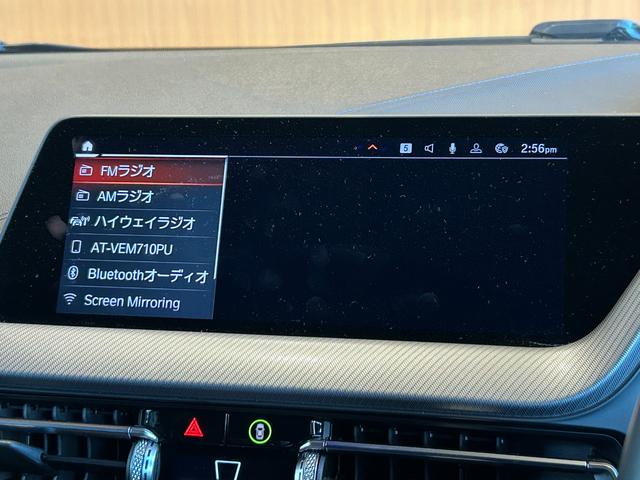 5
2:56pm
FMラジオ
AMラジオ
ハイウェイラジオ
AT-VEM710PU
Bluetoothオーディオ
Screen Mirroring